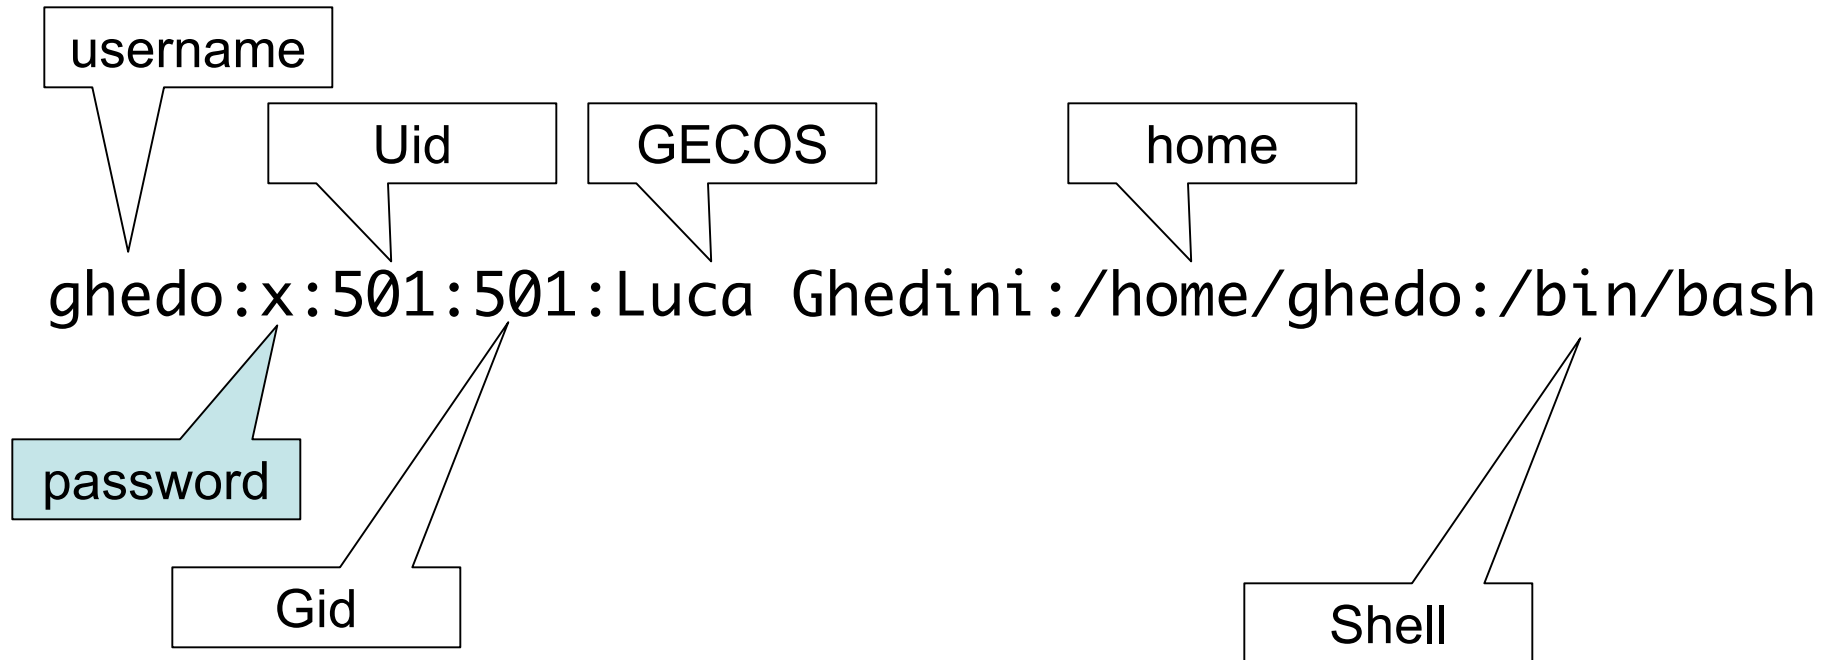 username
Uid
GECOS
home
ghedo:x:501:501:Luca Ghedini:/home/ghedo:/bin/bash
password
Gid
Shell